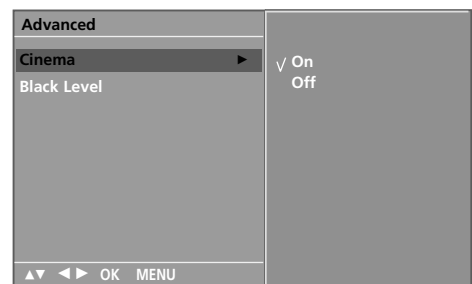 Advanced
Cinema ►
Black Level
√ On
Off
▲▼ ◄► OK MENU